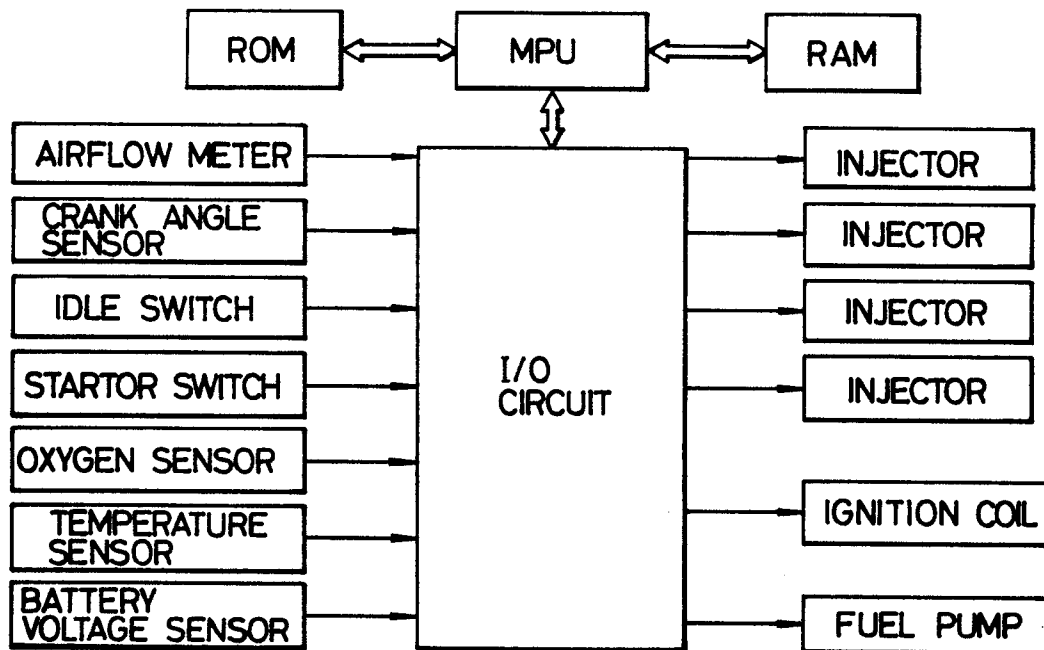 ROM
MPU
RAM
AIRFLOW METER
CRANK ANGLE
SENSOR
IDLE SWITCH
STARTOR SWITCH
OXYGEN SENSOR
TEMPERATURE
SENSOR
BATTERY
VOLTAGE SENSOR
I/O
CIRCUIT
INJECTOR
INJECTOR
INJECTOR
INJECTOR
IGNITION COIL
FUEL PUMP